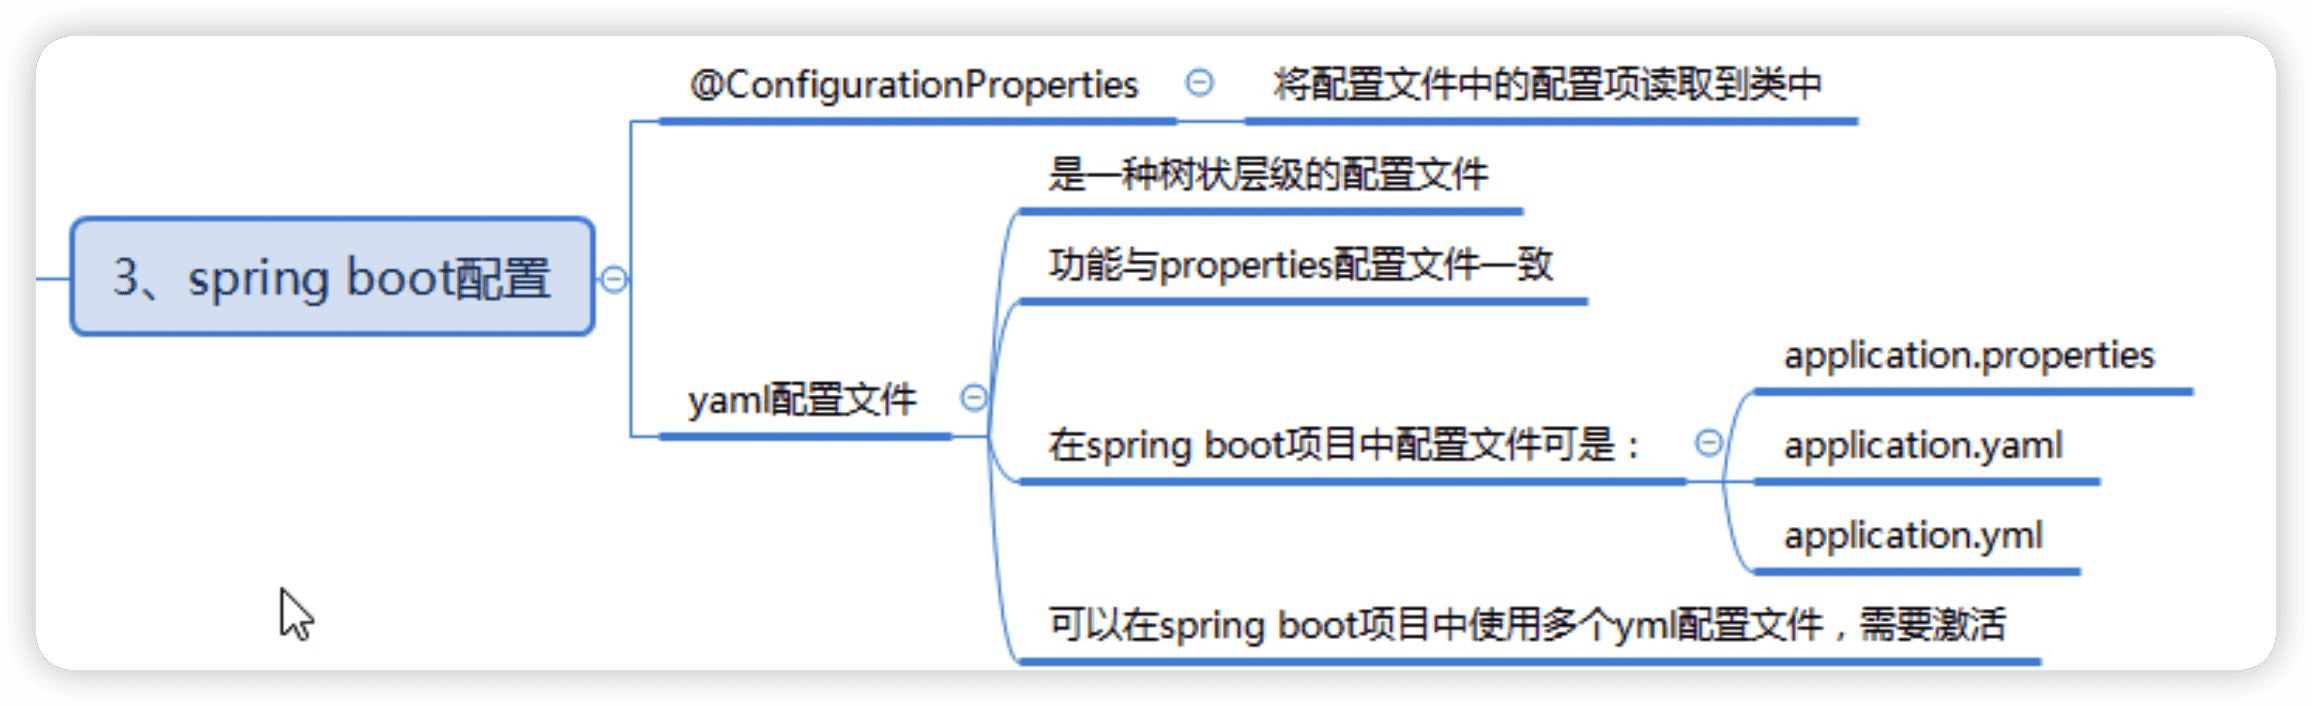 3、spring boot配置
@ConfigurationProperties
将配置文件中的配置项读取到类中
yaml配置文件
是一种树状层级的配置文件
功能与properties配置文件一致
在spring boot项目中配置文件可是：
application.properties
application.yaml
application.yml
可以在spring boot项目中使用多个yml配置文件，需要激活